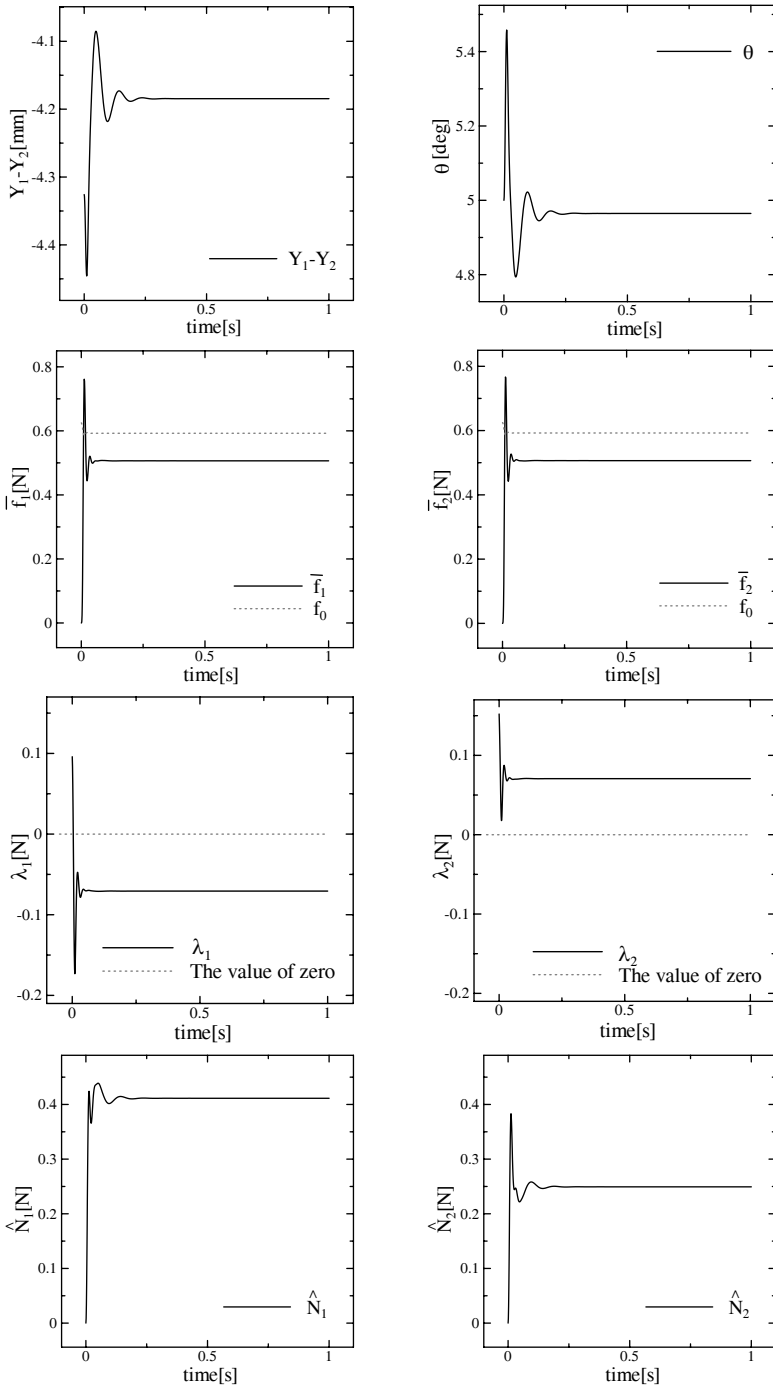 -4.1
-4.2
-4.3
-4.4
Y₁-Y₂[mm]
Y₁-Y₂
0
0.5
1
time[s]
5.4
5.2
5
4.8
θ [deg]
θ
0
0.5
1
time[s]
0.8
0.6
0.4
0.2
0
f̅₁[N]
f̅₁
f₀
0
0.5
1
time[s]
0.8
0.6
0.4
0.2
0
f̅₂[N]
f̅₂
f₀
0
0.5
1
time[s]
0.1
0
-0.1
-0.2
λ₁[N]
λ₁
The value of zero
0
0.5
1
time[s]
0.1
0
-0.1
-0.2
λ₂[N]
λ₂
The value of zero
0
0.5
1
time[s]
0.4
0.3
0.2
0.1
0
N̂₁[N]
N̂₁
0
0.5
1
time[s]
0.4
0.3
0.2
0.1
0
N̂₂[N]
N̂₂
0
0.5
1
time[s]